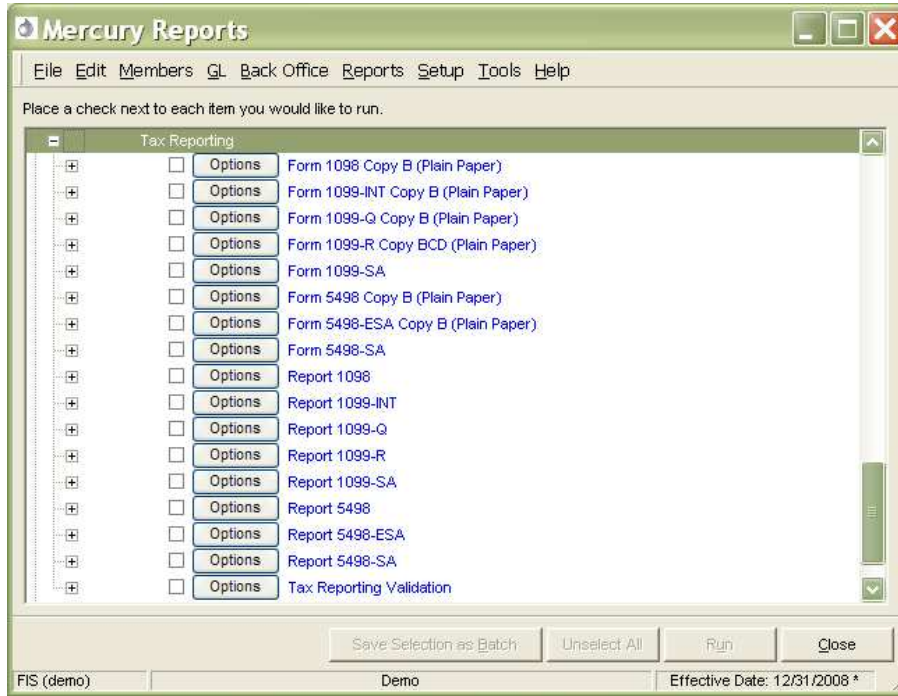 Mercury Reports
File Edit Members GL Back Office Reports Setup Tools Help
Place a check next to each item you would like to run.
Tax Reporting
Options Form 1098 Copy B (Plain Paper)
Options Form 1099-INT Copy B (Plain Paper)
Options Form 1099-Q Copy B (Plain Paper)
Options Form 1099-R Copy BCD (Plain Paper)
Options Form 1099-SA
Options Form 5498 Copy B (Plain Paper)
Options Form 5498-ESA Copy B (Plain Paper)
Options Form 5498-SA
Options Report 1098
Options Report 1099-INT
Options Report 1099-Q
Options Report 1099-R
Options Report 1099-SA
Options Report 5498
Options Report 5498-ESA
Options Report 5498-SA
Options Tax Reporting Validation
Save Selection as Batch Unselect All Run Close
FIS (demo) Demo Effective Date: 12/31/2008 *